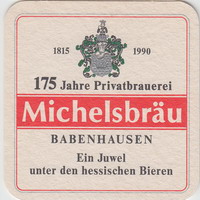 1815 1990
175 Jahre Privatbrauerei
Michelsbräu
BABENHAUSEN
Ein Juwel
unter den hessischen Bieren